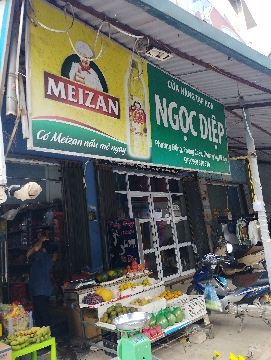 MEIZAN
Có Meizan nấu mê ngay
CỬA HÀNG TẠP HÓA
NGỌC DIỆP